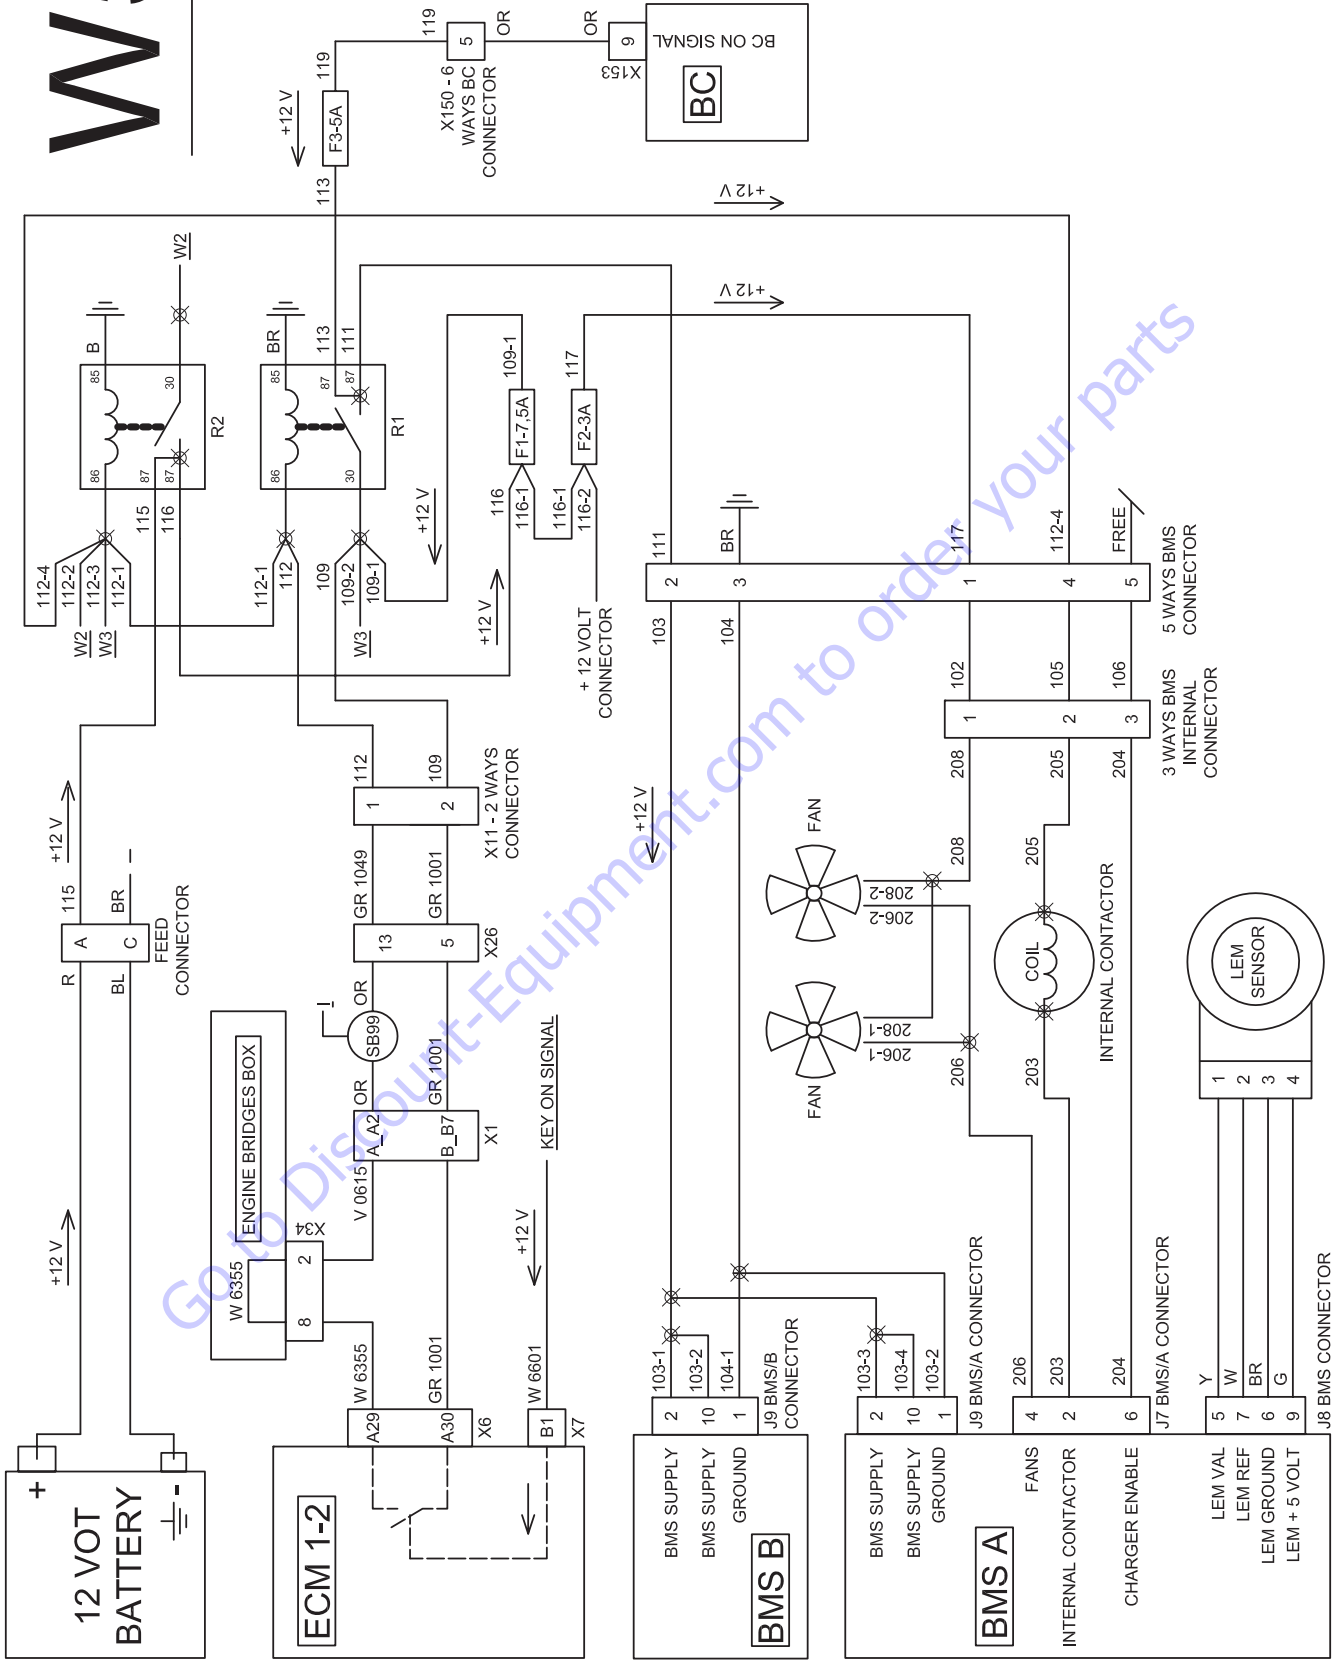 12 VOT
BATTERY
+
-
+12 V
R
BL
A
C
FEED
CONNECTOR
115
BR
+12 V
ENGINE BRIDGES BOX
W 6355
X34
8
2
ECM 1-2
A29
A30
X6
B1
X7
W 6355
GR 1001
W 6601
+12 V
KEY ON SIGNAL
V 0615
A_A2
B_B7
X1
OR
GR 1001
SB99
I
OR
13
5
X26
GR 1049
GR 1001
1
2
X11 - 2 WAYS
CONNECTOR
112
109
112-4
112-2
112-3
112-1
W2
W3
115
116
86
87
87
85
30
R2
B
W2
112-1
112
109
109-2
109-1
W3
86
30
85
87
87
R1
BR
113
111
+12 V
113
F3-5A
119
119
5
X150 - 6
WAYS BC
CONNECTOR
OR
OR
9
X153
BC ON SIGNAL
BC
+12 V
+12 V
116
116-1
F1-7,5A
109-1
116-1
116-2
F2-3A
117
+ 12 VOLT
CONNECTOR
+12 V
+12 V
111
BR
117
112-4
FREE
2
3
1
4
5
5 WAYS BMS
CONNECTOR
103
104
102
105
106
1
2
3
3 WAYS BMS
INTERNAL
CONNECTOR
208
205
204
+12 V
FAN
FAN
208-2
206-2
208-1
206-1
208
206
205
203
COIL
INTERNAL CONTACTOR
LEM
SENSOR
1
2
3
4
Y
W
BR
G
BMS B
BMS SUPPLY
BMS SUPPLY
GROUND
2
10
1
J9 BMS/B
CONNECTOR
103-1
103-2
104-1
BMS A
BMS SUPPLY
BMS SUPPLY
GROUND
2
10
1
J9 BMS/A CONNECTOR
103-3
103-4
103-2
FANS
INTERNAL CONTACTOR
CHARGER ENABLE
4
2
6
J7 BMS/A CONNECTOR
206
203
204
LEM VAL
LEM REF
LEM GROUND
LEM + 5 VOLT
5
7
6
9
J8 BMS CONNECTOR
Go to Discount-Equipment.com to order your parts